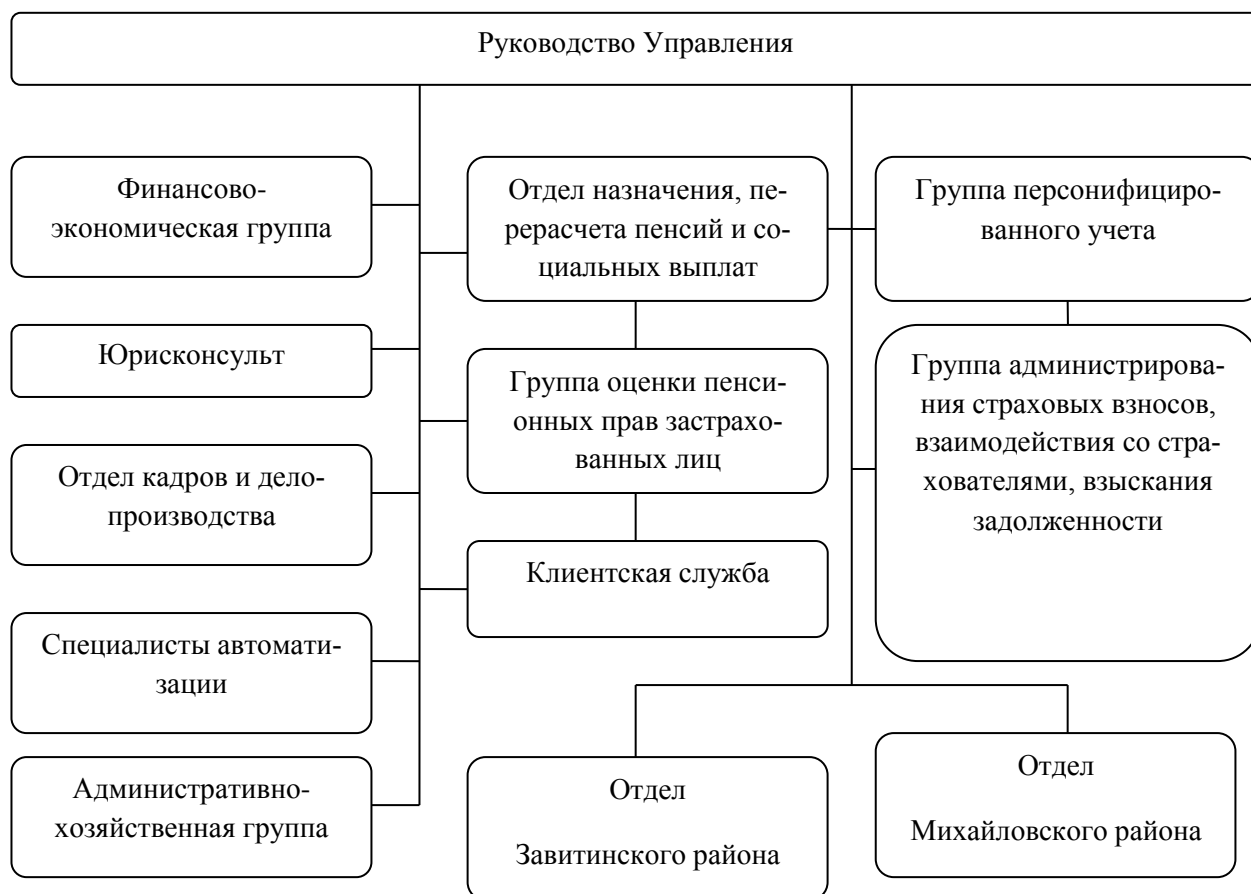 Руководство Управления
Финансово-
экономическая группа
Юрисконсульт
Отдел кадров и дело-
производства
Специалисты автомати-
зации
Административно-
хозяйственная группа
Отдел назначения, пе-
рерасчета пенсий и со-
циальных выплат
Группа оценки пенси-
онных прав застрахо-
ванных лиц
Клиентская служба
Группа персонифициро-
ванного учета
Группа администрирова-
ния страховых взносов,
взаимодействия со стра-
хователями, взыскания
задолженности
Отдел
Завитинского района
Отдел
Михайловского района